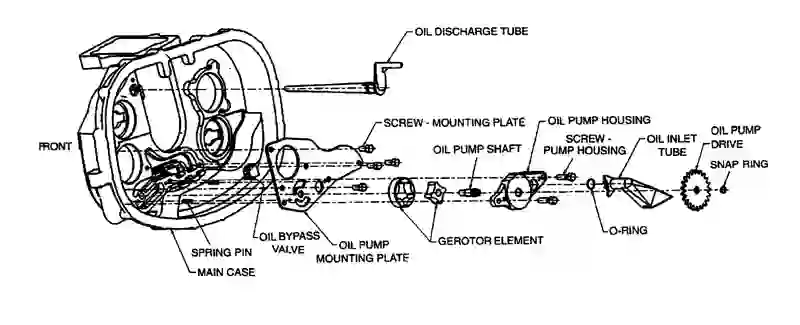 OIL DISCHARGE TUBE
SCREW - MOUNTING PLATE
OIL PUMP HOUSING
SCREW -
PUMP HOUSING
OIL INLET
TUBE
OIL PUMP
DRIVE
FRONT
OIL PUMP SHAFT
SNAP RING
O-RING
SPRING PIN
OIL BYPASS
VALVE
OIL PUMP
MOUNTING PLATE
GEROTOR ELEMENT
MAIN CASE